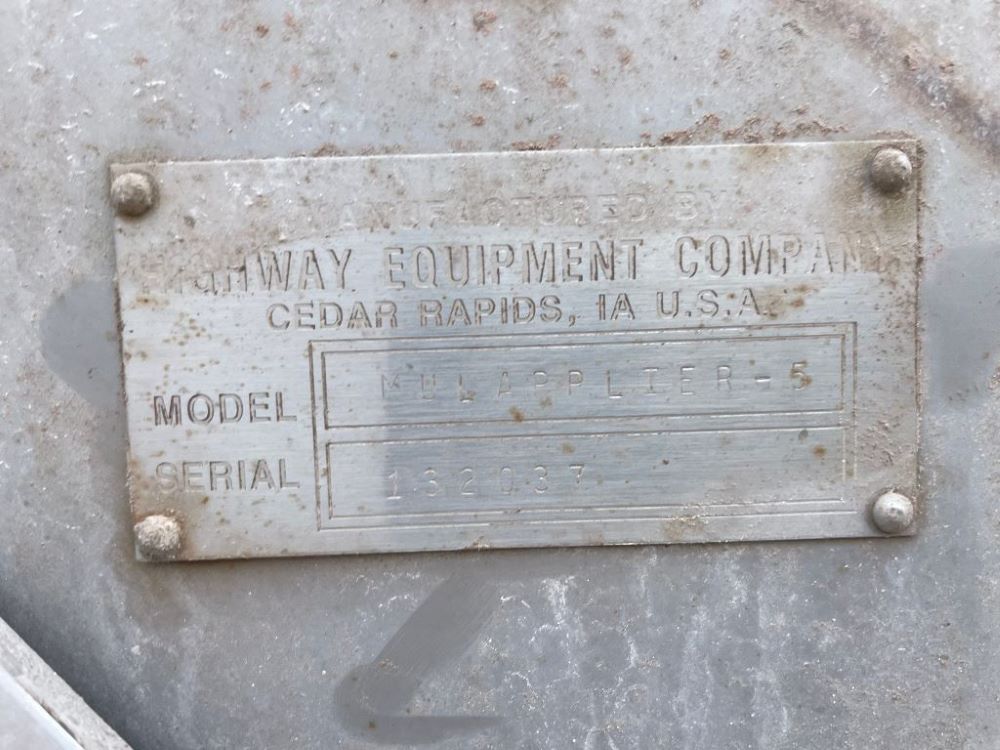 MANUFACTURED BY
HIGHWAY EQUIPMENT COMPANY
CEDAR RAPIDS, IA U.S.A.
MODEL MULAPPLIER-5
SERIAL 132037